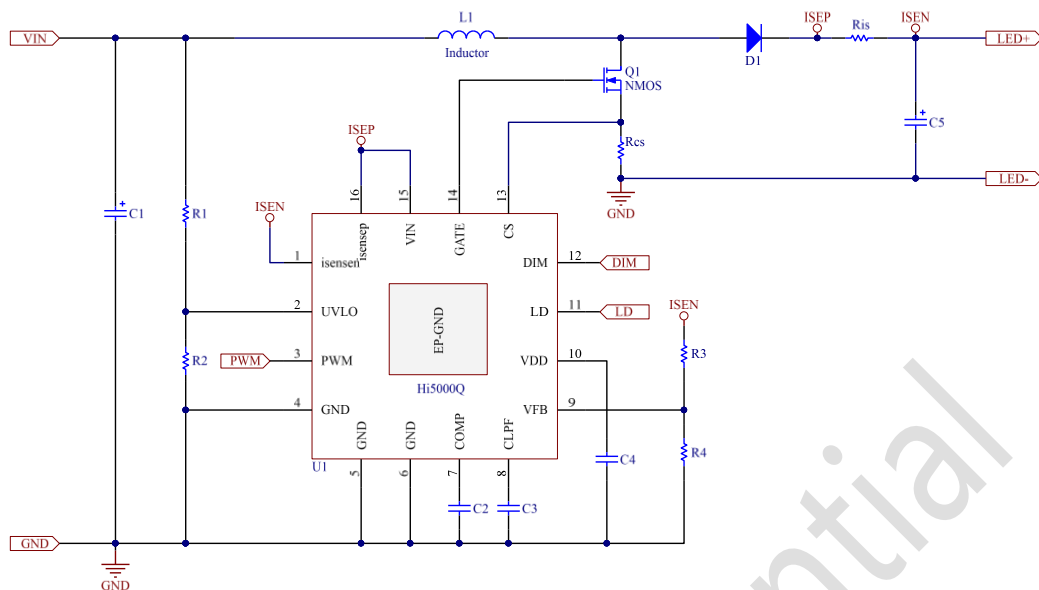 L1
ISEP
Ris
ISEN
VIN
LED+
Inductor
D1
Q1
NMOS
C5
ISEP
Rcs
LED-
16
15
14
13
GND
ISEN
C1
R1
isensep
VIN
GATE
CS
1
isensen
DIM
12
DIM
2
UVLO
LD
11
LD
ISEN
EP-GND
R2
PWM
3
PWM
VDD
10
R3
Hi5000Q
4
GND
VFB
9
GND
GND
COMP
CLPF
R4
U1
5
6
7
8
C4
C2
C3
GND
GND
ntial